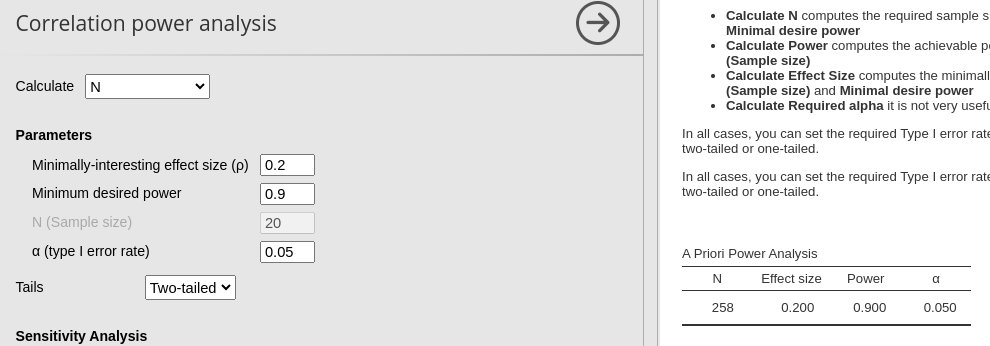 Correlation power analysis
Calculate N
Parameters
Minimally-interesting effect size (ρ) 0.2
Minimum desired power 0.9
N (Sample size) 20
α (type I error rate) 0.05
Tails Two-tailed
Sensitivity Analysis
• Calculate N computes the required sample s
Minimal desire power
• Calculate Power computes the achievable
(Sample size)
• Calculate Effect Size computes the minimall
(Sample size) and Minimal desire power
• Calculate Required alpha it is not very usefu
In all cases, you can set the required Type I error rate
two-tailed or one-tailed.
In all cases, you can set the required Type I error rate
two-tailed or one-tailed.
A Priori Power Analysis
N Effect size Power α
258 0.200 0.900 0.050